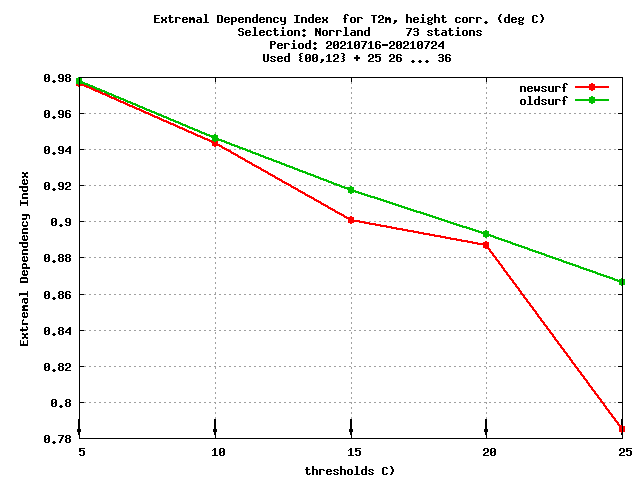 Extremal Dependency Index  for T2m, height corr. (deg C)
Selection: Norrland     73 stations
Period: 20210716-20210724
Used {00,12} + 25 26 ... 36
newsurf
oldsurf
0.98
0.96
0.94
0.92
0.9
0.88
0.86
0.84
0.82
0.8
0.78
Extremal Dependency Index
5 10 15 20 25
thresholds C)